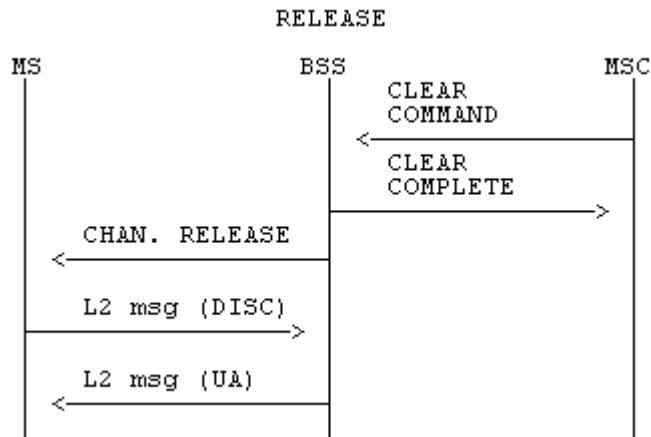 RELEASE
MS BSS MSC
CLEAR
COMMAND
CLEAR
COMPLETE
CHAN. RELEASE
L2 msg (DISC)
L2 msg (UA)